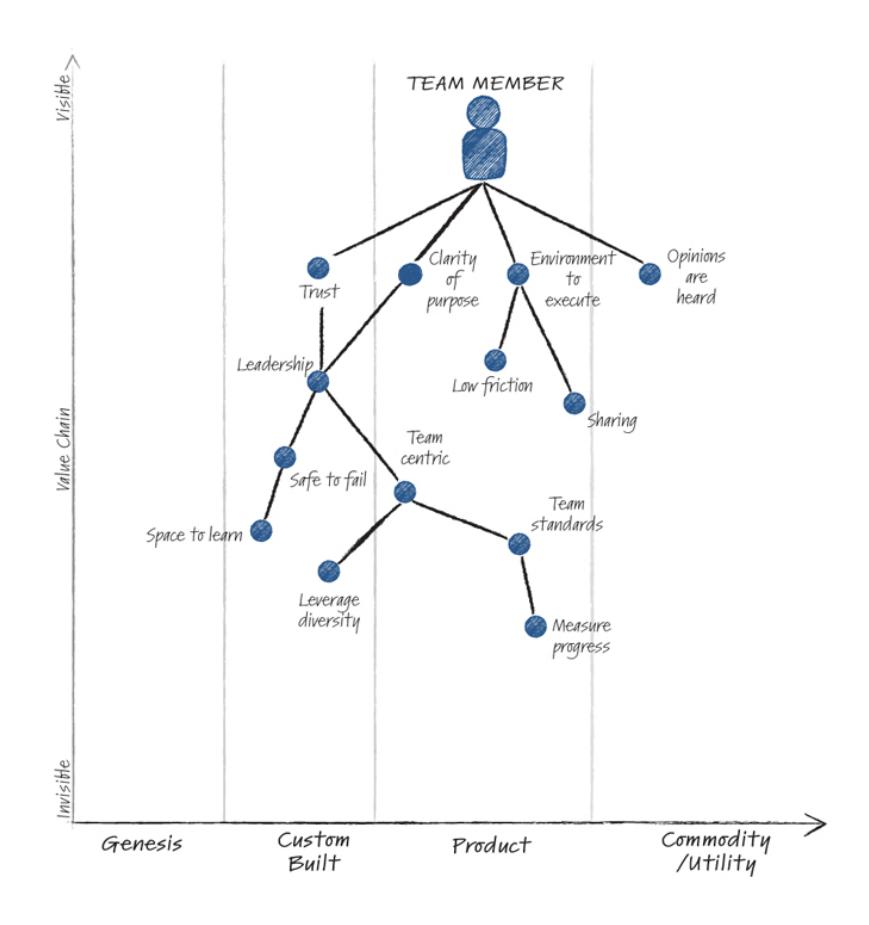 TEAM MEMBER
Visible
Value Chain
Invisible
Trust
Clarity
of
purpose
Environment
to
execute
Opinions
are
heard
Leadership
Low friction
Sharing
Team
centric
Safe to fail
Space to learn
Team
standards
Leverage
diversity
Measure
progress
Genesis
Custom
Built
Product
Commodity
/Utility